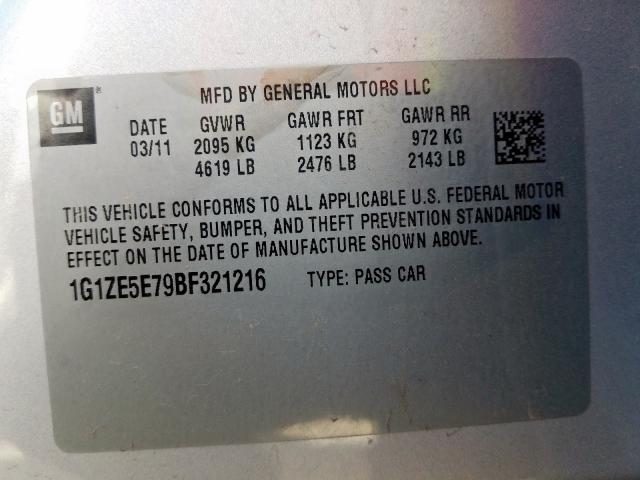 GM®
MFD BY GENERAL MOTORS LLC
DATE GVWR GAWR FRT GAWR RR
03/11 2095 KG 1123 KG 972 KG
4619 LB 2476 LB 2143 LB
THIS VEHICLE CONFORMS TO ALL APPLICABLE U.S. FEDERAL MOTOR
VEHICLE SAFETY, BUMPER, AND THEFT PREVENTION STANDARDS IN
EFFECT ON THE DATE OF MANUFACTURE SHOWN ABOVE.
1G1ZE5E79BF321216 TYPE: PASS CAR